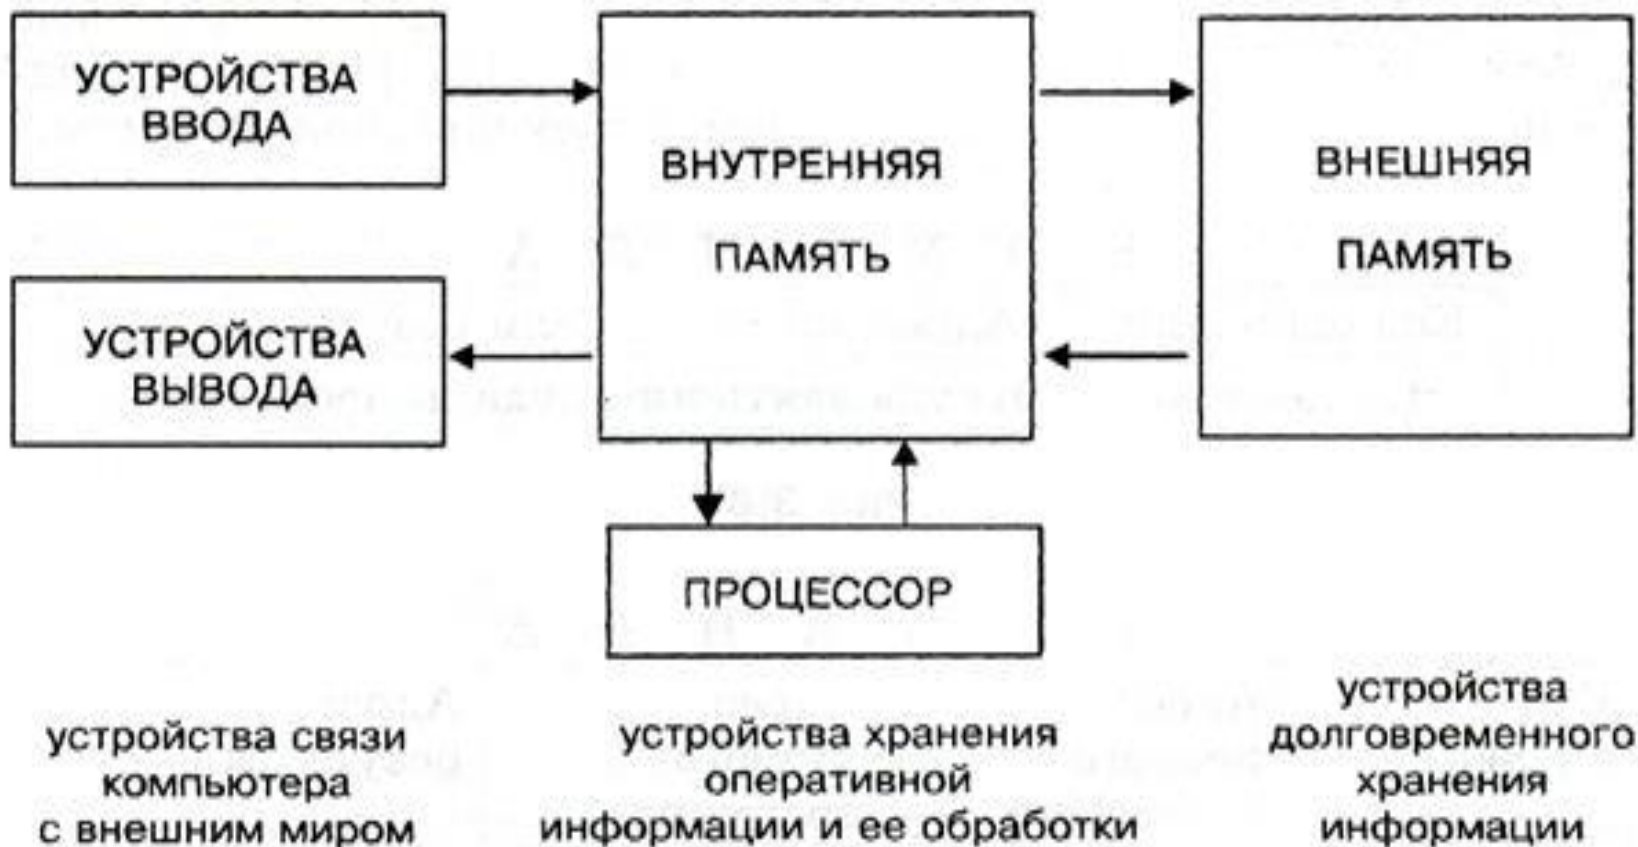 УСТРОЙСТВА
ВВОДА
ВНУТРЕННЯЯ
ПАМЯТЬ
ВНЕШНЯЯ
ПАМЯТЬ
УСТРОЙСТВА
ВЫВОДА
ПРОЦЕССОР
устройства связи
компьютера
с внешним миром
устройства хранения
оперативной
информации и ее обработки
устройства
долговременного
хранения
информации